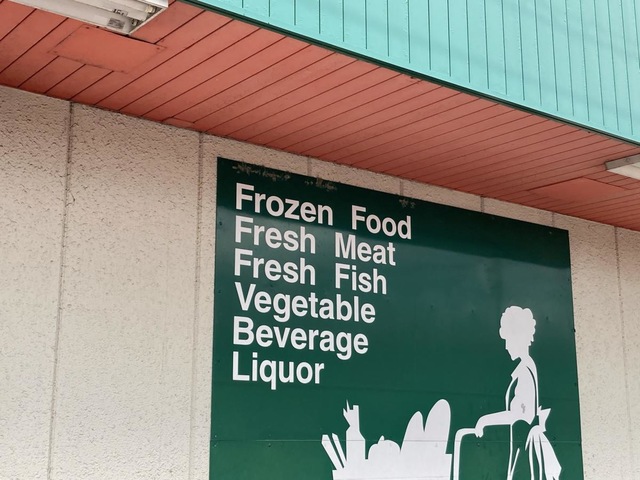 Frozen Food
Fresh Meat
Fresh Fish
Vegetable
Beverage
Liquor